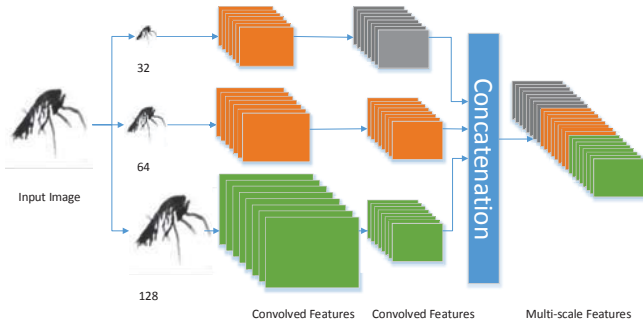 32
64
Input Image
128
Concatenation
Convolved Features
Convolved Features
Multi-scale Features